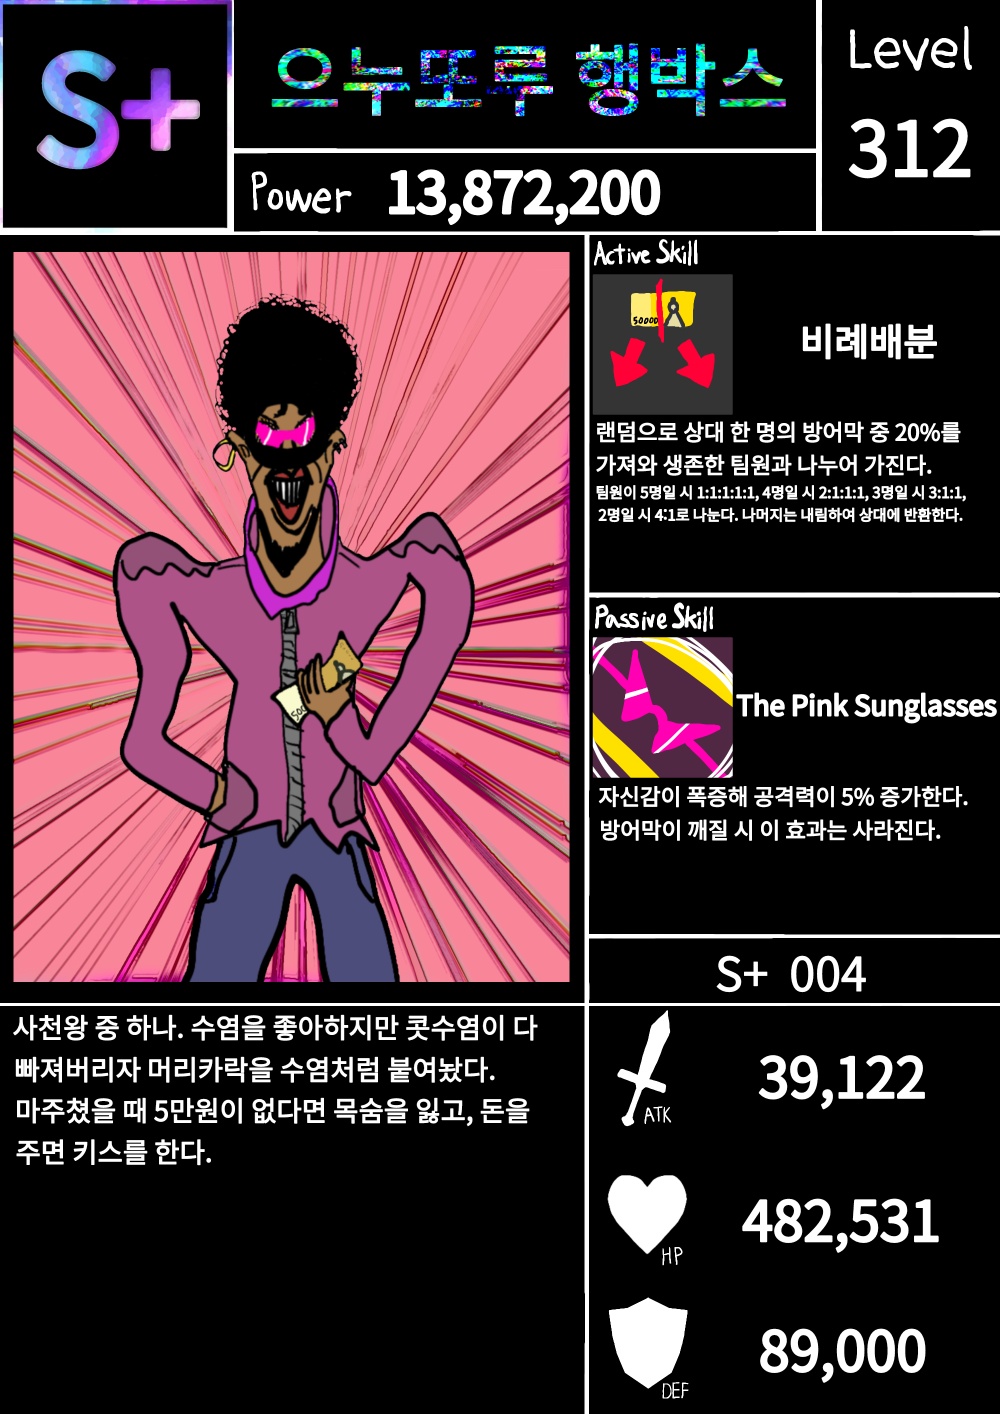 S+
으누또루 행박스
Level
312
Power 13,872,200
Active Skill
50000
비례배분
랜덤으로 상대 한 명의 방어막 중 20%를
가져와 생존한 팀원과 나누어 가진다.
팀원이 5명일 시 1:1:1:1:1, 4명일 시 2:1:1:1, 3명일 시 3:1:1,
2명일 시 4:1로 나눈다. 나머지는 내림하여 상대에 반환한다.
Passive Skill
The Pink Sunglasses
자신감이 폭증해 공격력이 5% 증가한다.
방어막이 깨질 시 이 효과는 사라진다.
500
S+ 004
사천왕 중 하나. 수염을 좋아하지만 콧수염이 다
빠져버리자 머리카락을 수염처럼 붙여놨다.
마주쳤을 때 5만원이 없다면 목숨을 잃고, 돈을
주면 키스를 한다.
39,122
ATK
482,531
HP
89,000
DEF